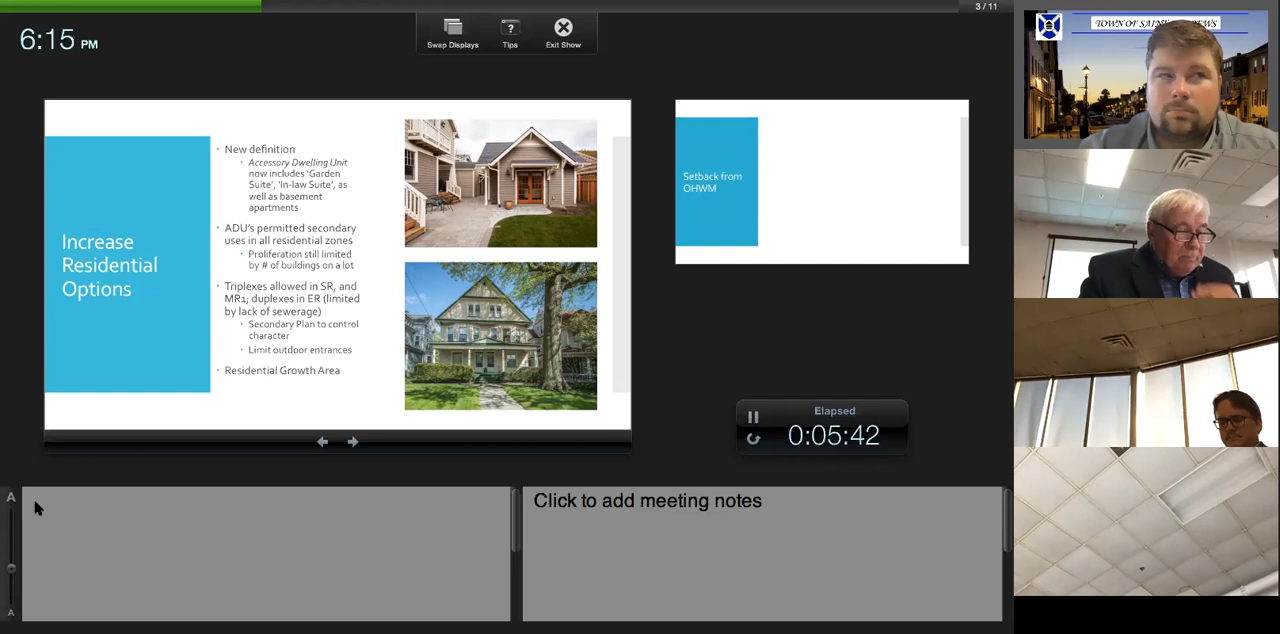 3 / 11
6:15 PM
Swap Displays
Tips
Exit Show
Increase
Residential
Options
New definition
Accessory Dwelling Unit
now includes 'Garden
Suite', 'In-law Suite', as
well as basement
apartments
ADU's permitted secondary
uses in all residential zones
Proliferation still limited
by # of buildings on a lot
Triplexes allowed in SR, and
MR1; duplexes in ER (limited
by lack of sewerage)
Secondary Plan to control
character
Limit outdoor entrances
Residential Growth Area
Setback from
OHWM
Elapsed
0:05:42
A
A
Click to add meeting notes
TOWN OF